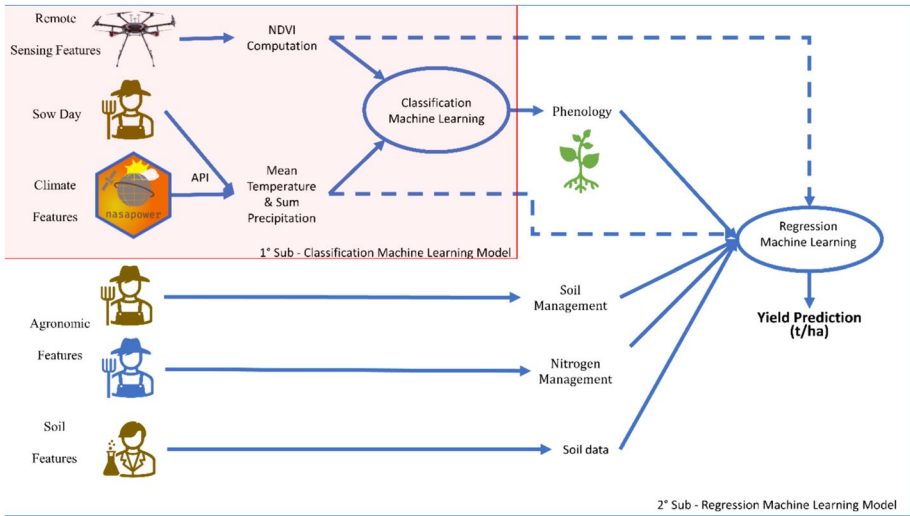 Remote
Sensing Features
NDVI
Computation
Sow Day
Classification
Machine Learning
Phenology
Climate
Features
nasapower
API
Mean
Temperature
& Sum
Precipitation
Regression
Machine Learning
1° Sub - Classification Machine Learning Model
Yield Prediction
(t/ha)
Agronomic
Features
Soil
Management
Nitrogen
Management
Soil
Features
Soil data
2° Sub - Regression Machine Learning Model